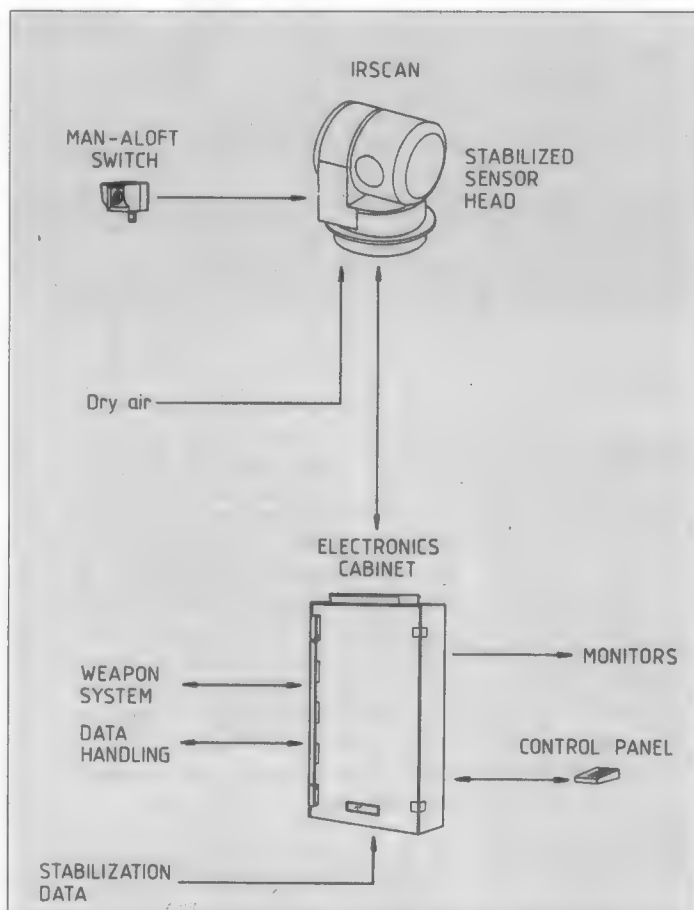 IRSCAN
MAN-ALOFT
SWITCH
STABILIZED
SENSOR
HEAD
Dry air
ELECTRONICS
CABINET
WEAPON
SYSTEM
MONITORS
DATA
HANDLING
CONTROL PANEL
STABILIZATION
DATA